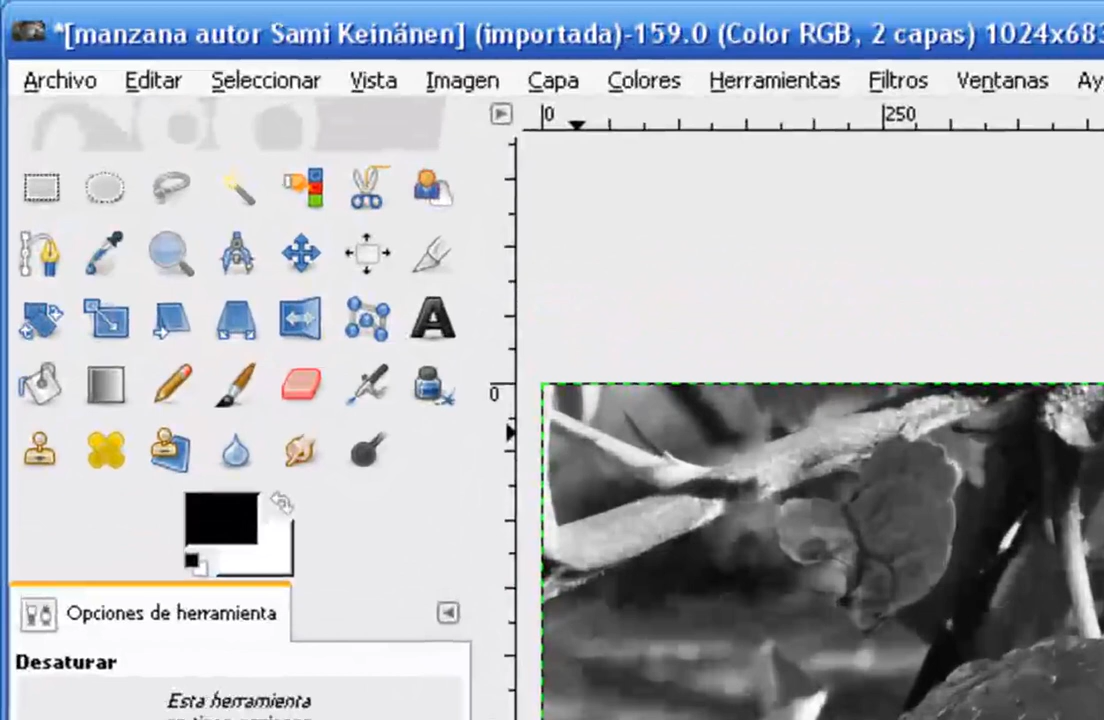 *[manzana autor Sami Keinänen] (importada)-159.0 (Color RGB, 2 capas) 1024x683
Archivo Editar Seleccionar Vista Imagen Capa Colores Herramientas Filtros Ventanas Ay
0 250
0
Opciones de herramienta
Desaturar
Esta herramienta